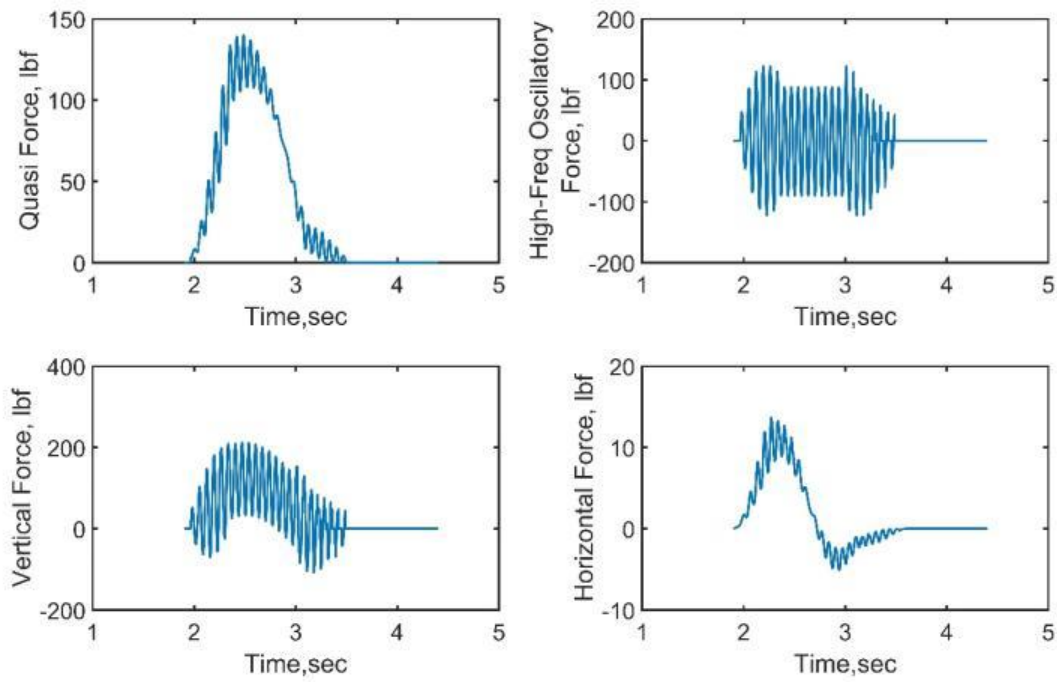 Quasi Force, lbf
150
100
50
0
1 2 3 4 5
Time,sec
High-Freq Oscillatory
Force, lbf
200
100
0
-100
-200
1 2 3 4 5
Time,sec
Vertical Force, lbf
400
200
0
-200
1 2 3 4 5
Time,sec
Horizontal Force, lbf
20
10
0
-10
1 2 3 4 5
Time,sec